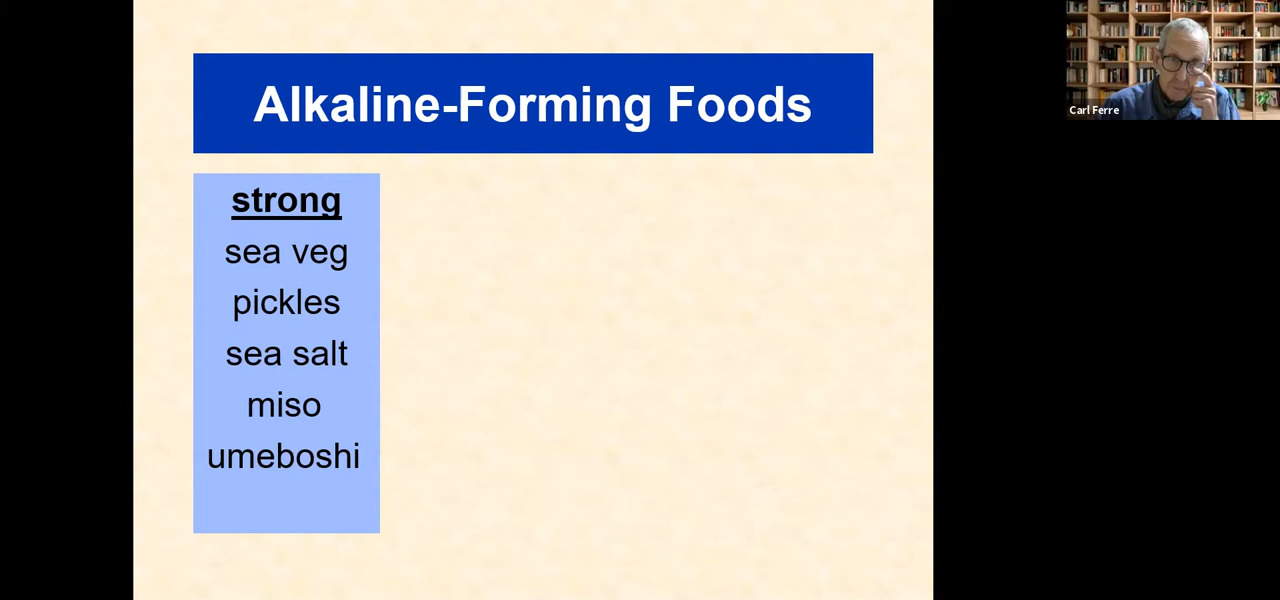 Alkaline-Forming Foods
strong
sea veg
pickles
sea salt
miso
umeboshi
Carl Ferre